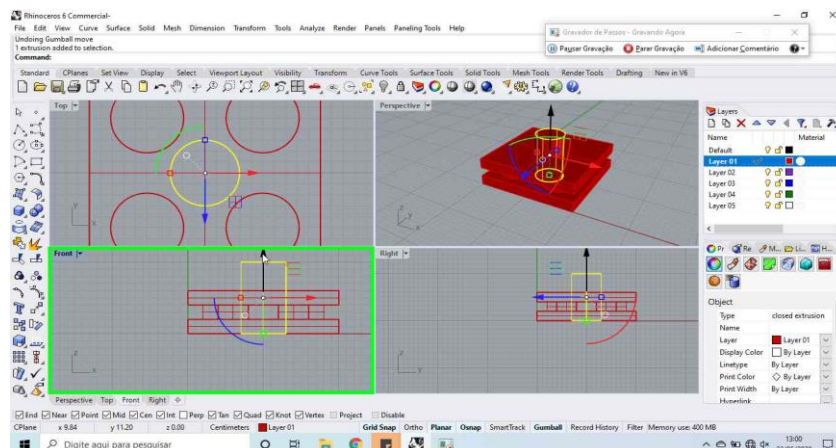 Rhinoceros 6 Commercial-
File Edit View Curve Surface Solid Mesh Dimension Transform Tools Analyze Render Panels Paneling Tools Help
Undoing Gumball move
1 extrusion added to selection.
Command:
Gravador de Passos - Gravando Agora
Pausar Gravação Parar Gravação Adicionar Comentário
Standard CPlanes Set View Display Select Viewport Layout Visibility Transform Curve Tools Surface Tools Solid Tools Mesh Tools Render Tools Drafting New in V6
Top
Perspective
Layers
Name Material
Default
Layer 01
Layer 02
Layer 03
Layer 04
Layer 05
Front
Right
Pr Re M... Li... H...
Object
Type closed extrusion
Name
Layer Layer 01
Display Color By Layer
Linetype By Layer
Print Color By Layer
Print Width By Layer
Hyperlink
Perspective Top Front Right
End Near Point Mid Cen Int Perp Tan Quad Knot Vertex Project Disable
CPlane x 9.84 y 11.20 z 0.00 Centimeters Layer 01 Grid Snap Ortho Planar Osnap SmartTrack Gumball Record History Filter Memory use: 400 MB
Digite aqui para pesquisar
13:00